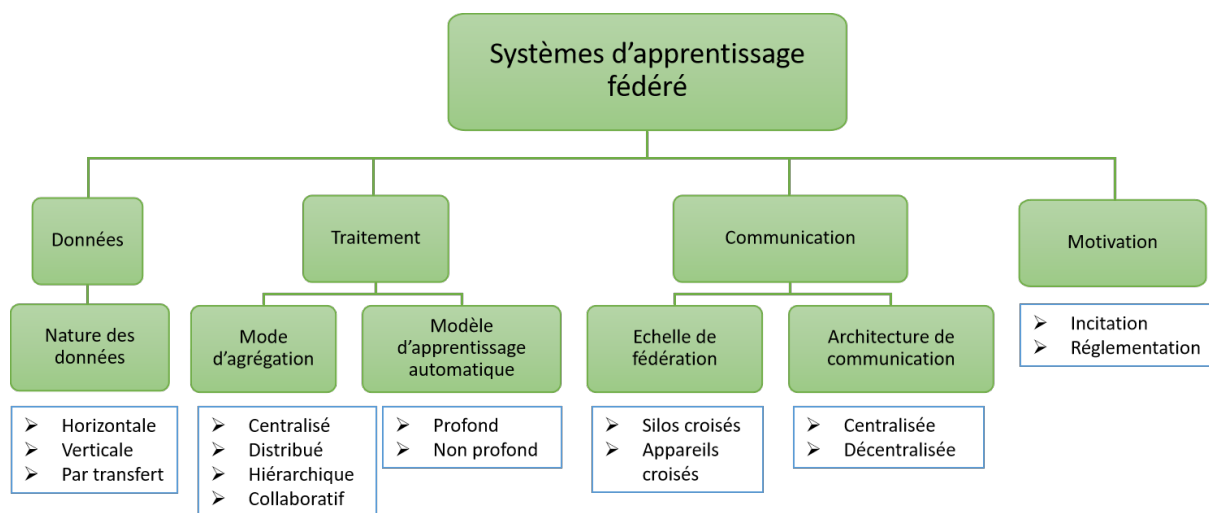 Systèmes d'apprentissage
fédéré
Données
Traitement
Communication
Motivation
Nature des
données
Mode
d'agrégation
Modèle
d'apprentissage
automatique
Echelle de
fédération
Architecture de
communication
Incitation
Réglementation
Horizontale
Verticale
Par transfert
Centralisé
Distribué
Hiérarchique
Collaboratif
Profond
Non profond
Silos croisés
Appareils
croisés
Centralisée
Décentralisée